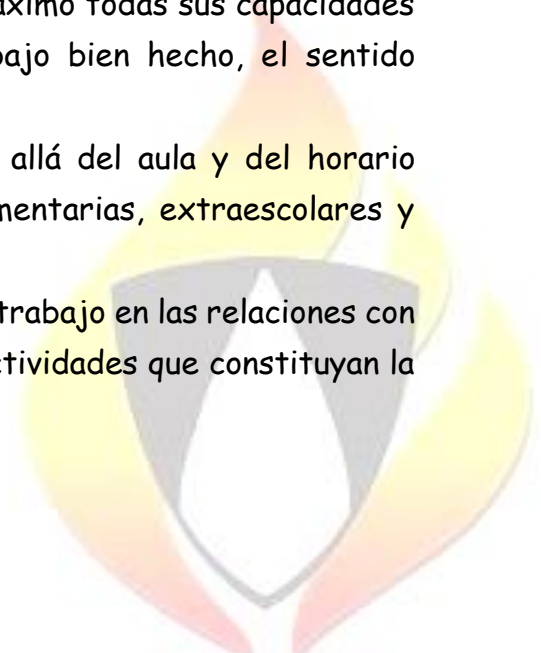 áximo todas sus capacidades
bajo bien hecho, el sentido
allá del aula y del horario
mentarias, extraescolares y
trabajo en las relaciones con
ctividades que constituyan la